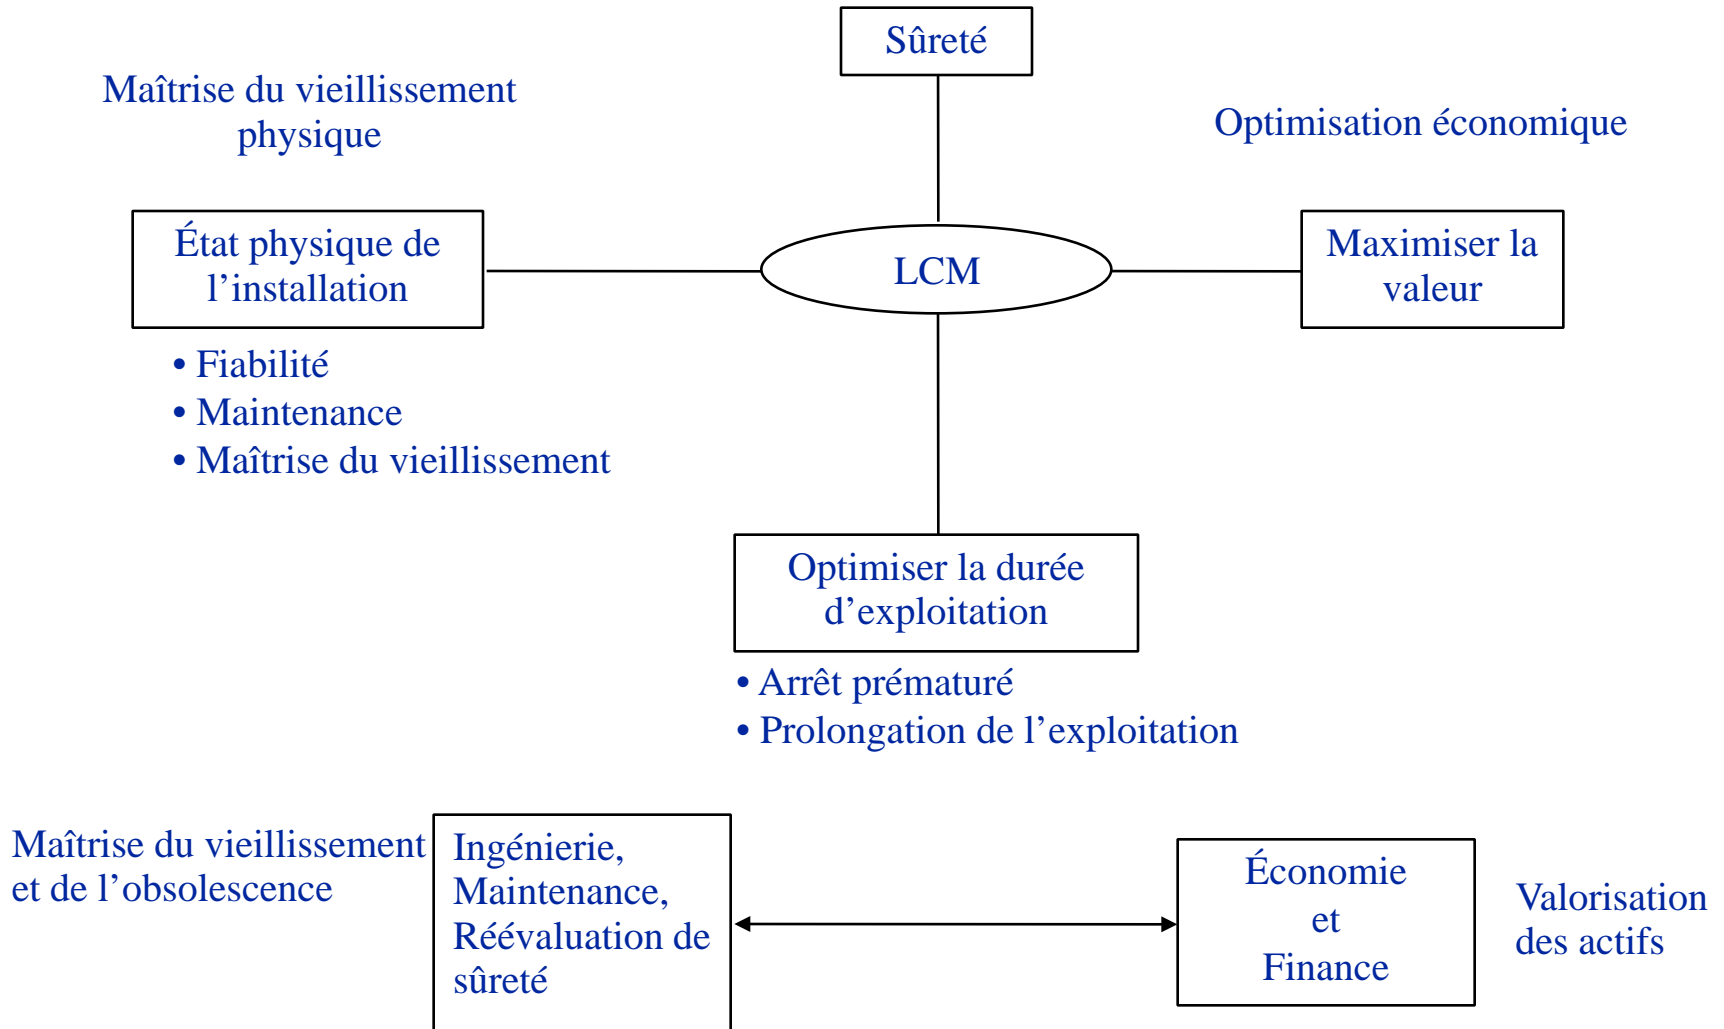 Sûreté
Maîtrise du vieillissement
physique
Optimisation économique
État physique de
l’installation
LCM
Maximiser la
valeur
• Fiabilité
• Maintenance
• Maîtrise du vieillissement
Optimiser la durée
d’exploitation
• Arrêt prématuré
• Prolongation de l’exploitation
Maîtrise du vieillissement
et de l’obsolescence
Ingénierie,
Maintenance,
Réévaluation de
sûreté
Économie
et
Finance
Valorisation
des actifs